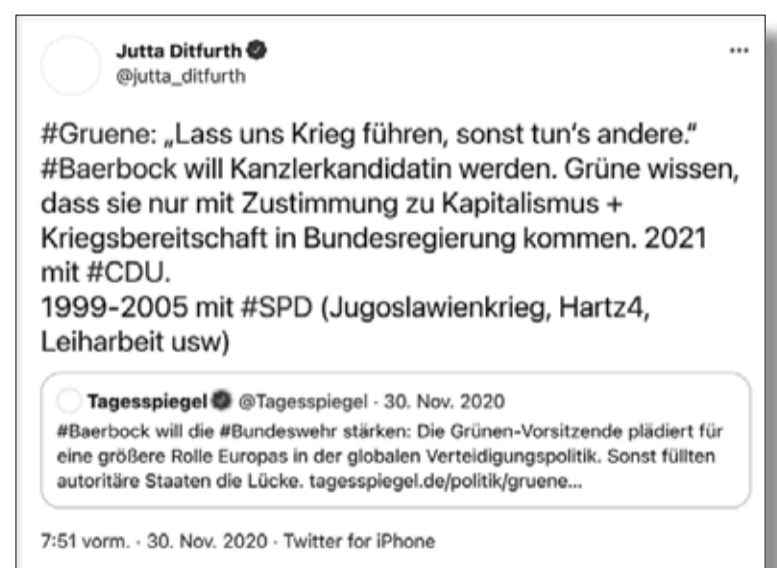 Jutta Ditfurth
@jutta_ditfurth
#Gruene: „Lass uns Krieg führen, sonst tun's andere."
#Baerbock will Kanzlerkandidatin werden. Grüne wissen,
dass sie nur mit Zustimmung zu Kapitalismus +
Kriegsbereitschaft in Bundesregierung kommen. 2021
mit #CDU.
1999-2005 mit #SPD (Jugoslawienkrieg, Hartz4,
Leiharbeit usw)
Tagesspiegel @Tagesspiegel · 30. Nov. 2020
#Baerbock will die #Bundeswehr stärken: Die Grünen-Vorsitzende plädiert für
eine größere Rolle Europas in der globalen Verteidigungspolitik. Sonst füllten
autoritäre Staaten die Lücke. tagesspiegel.de/politik/gruene...
7:51 vorm. · 30. Nov. 2020 · Twitter for iPhone